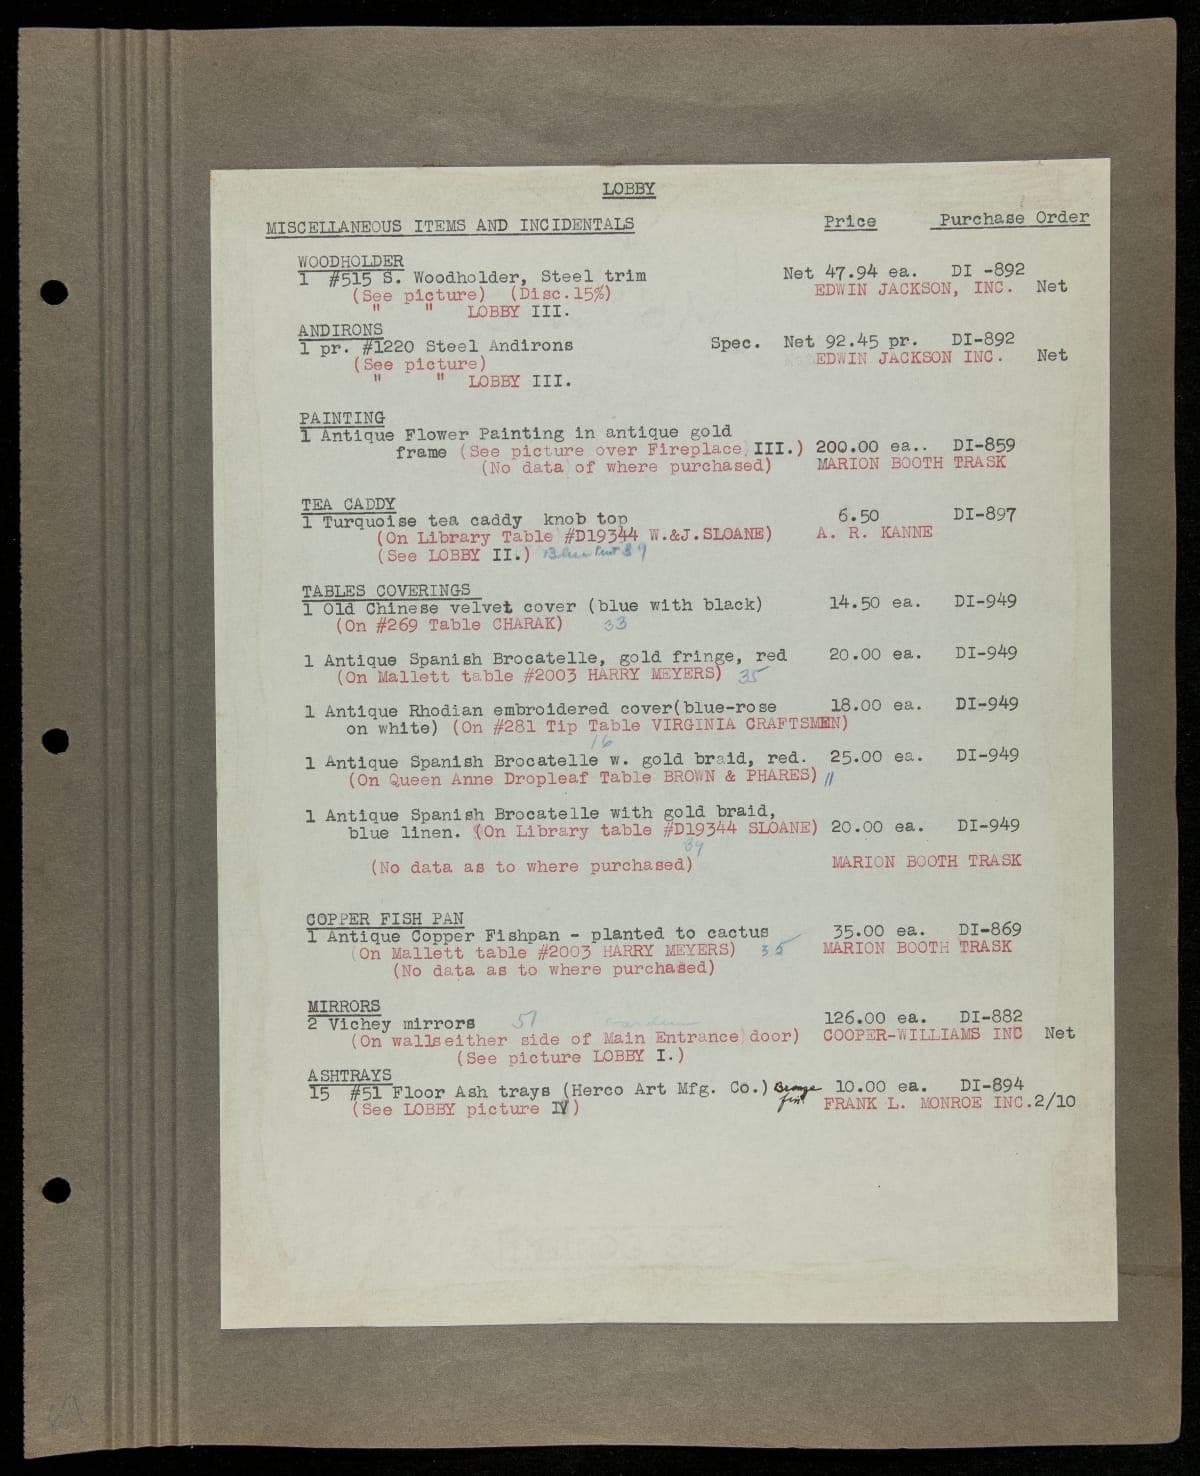 LOBBY
MISCELLANEOUS ITEMS AND INCIDENTALS Price Purchase Order
WOODHOLDER
1 #515 S. Woodholder, Steel trim Net 47.94 ea. DI -892
(See picture) (Disc.15%) EDWIN JACKSON, INC. Net
" " LOBBY III.
ANDIRONS
1 pr. #1220 Steel Andirons Spec. Net 92.45 pr. DI-892
(See picture) EDWIN JACKSON INC. Net
" " LOBBY III.
PAINTING
1 Antique Flower Painting in antique gold
frame (See picture over Fireplace III.) 200.00 ea.. DI-859
(No data of where purchased) MARION BOOTH TRASK
TEA CADDY
1 Turquoise tea caddy knob top 6.50 DI-897
(On Library Table #D19344 W.&J.SLOANE) A. R. KANNE
(See LOBBY II.) Blue Print 39
TABLES COVERINGS
1 Old Chinese velvet cover (blue with black) 14.50 ea. DI-949
(On #269 Table CHARAK) 33
1 Antique Spanish Brocatelle, gold fringe, red 20.00 ea. DI-949
(On Mallett table #2003 HARRY MEYERS) 35
1 Antique Rhodian embroidered cover(blue-rose 18.00 ea. DI-949
on white) (On #281 Tip Table VIRGINIA CRAFTSMEN)
16
1 Antique Spanish Brocatelle w. gold braid, red. 25.00 ea. DI-949
(On Queen Anne Dropleaf Table BROWN & PHARES) 11
1 Antique Spanish Brocatelle with gold braid,
blue linen. (On Library table #D19344 SLOANE) 20.00 ea. DI-949
39
(No data as to where purchased) MARION BOOTH TRASK
COPPER FISH PAN
1 Antique Copper Fishpan - planted to cactus 35.00 ea. DI-869
(On Mallett table #2003 HARRY MEYERS) 35 MARION BOOTH TRASK
(No data as to where purchased)
MIRRORS
2 Vichey mirrors 51 Garden 126.00 ea. DI-882
(On walls either side of Main Entrance door) COOPER-WILLIAMS INC Net
(See picture LOBBY I.)
ASHTRAYS
15 #51 Floor Ash trays (Herco Art Mfg. Co.) Bronze 10.00 ea. DI-894
(See LOBBY picture IV) fin. FRANK L. MONROE INC.2/10